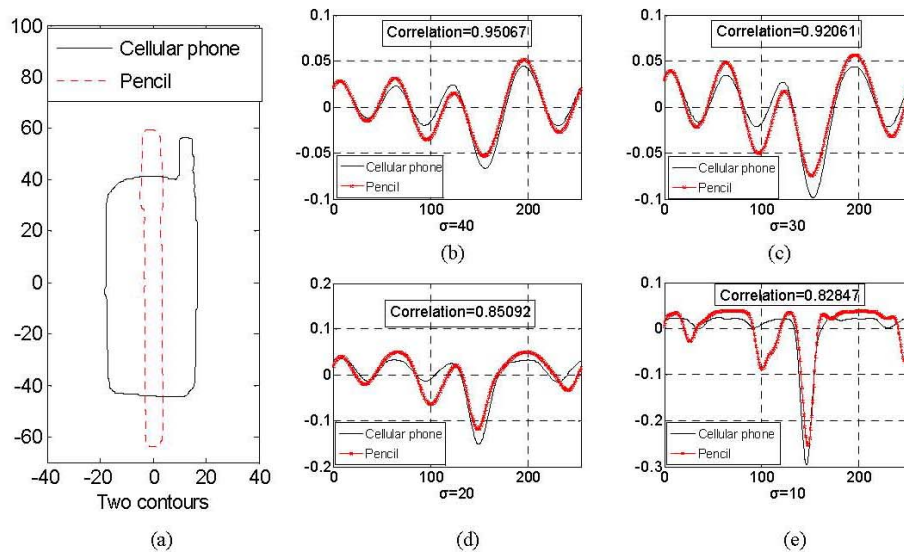 100
80
60
40
20
0
-20
-40
-60
-40 -20 0 20 40
Cellular phone
Pencil
Two contours
(a)
0.1
0.05
0
-0.05
-0.1
0 100 200
Correlation=0.95067
Cellular phone
Pencil
σ=40
(b)
0.1
0.05
0
-0.05
-0.1
0 100 200
Correlation=0.92061
Cellular phone
Pencil
σ=30
(c)
0.2
0.1
0
-0.1
-0.2
0 100 200
Correlation=0.85092
Cellular phone
Pencil
σ=20
(d)
0.1
0
-0.1
-0.2
-0.3
0 100 200
Correlation=0.82847
Cellular phone
Pencil
σ=10
(e)